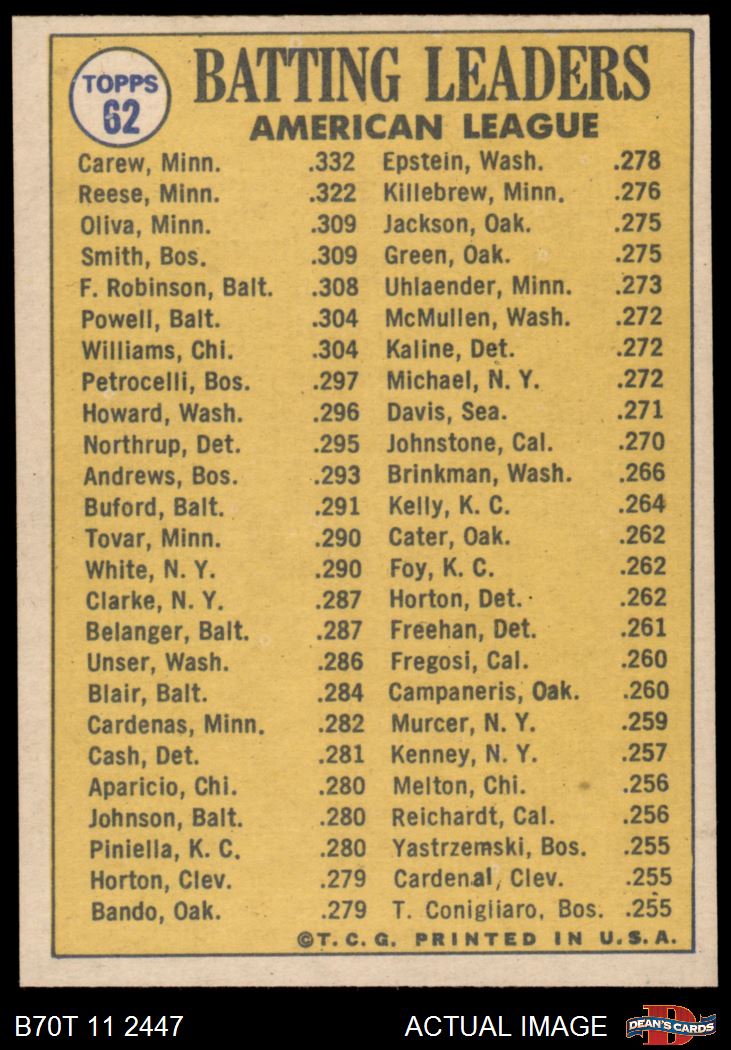 TOPPS
62
BATTING LEADERS
AMERICAN LEAGUE
Carew, Minn. .332 Epstein, Wash. .278
Reese, Minn. .322 Killebrew, Minn. .276
Oliva, Minn. .309 Jackson, Oak. .275
Smith, Bos. .309 Green, Oak. .275
F. Robinson, Balt. .308 Uhlaender, Minn. .273
Powell, Balt. .304 McMullen, Wash. .272
Williams, Chi. .304 Kaline, Det. .272
Petrocelli, Bos. .297 Michael, N. Y. .272
Howard, Wash. .296 Davis, Sea. .271
Northrup, Det. .295 Johnstone, Cal. .270
Andrews, Bos. .293 Brinkman, Wash. .266
Buford, Balt. .291 Kelly, K. C. .264
Tovar, Minn. .290 Cater, Oak. .262
White, N. Y. .290 Foy, K. C. .262
Clarke, N. Y. .287 Horton, Det. .262
Belanger, Balt. .287 Freehan, Det. .261
Unser, Wash. .286 Fregosi, Cal. .260
Blair, Balt. .284 Campaneris, Oak. .260
Cardenas, Minn. .282 Murcer, N. Y. .259
Cash, Det. .281 Kenney, N. Y. .257
Aparicio, Chi. .280 Melton, Chi. .256
Johnson, Balt. .280 Reichardt, Cal. .256
Piniella, K. C. .280 Yastrzemski, Bos. .255
Horton, Clev. .279 Cardenal, Clev. .255
Bando, Oak. .279 T. Conigliaro, Bos. .255
©T. C. G. PRINTED IN U. S. A.
B70T 11 2447 ACTUAL IMAGE DEAN'S CARDS